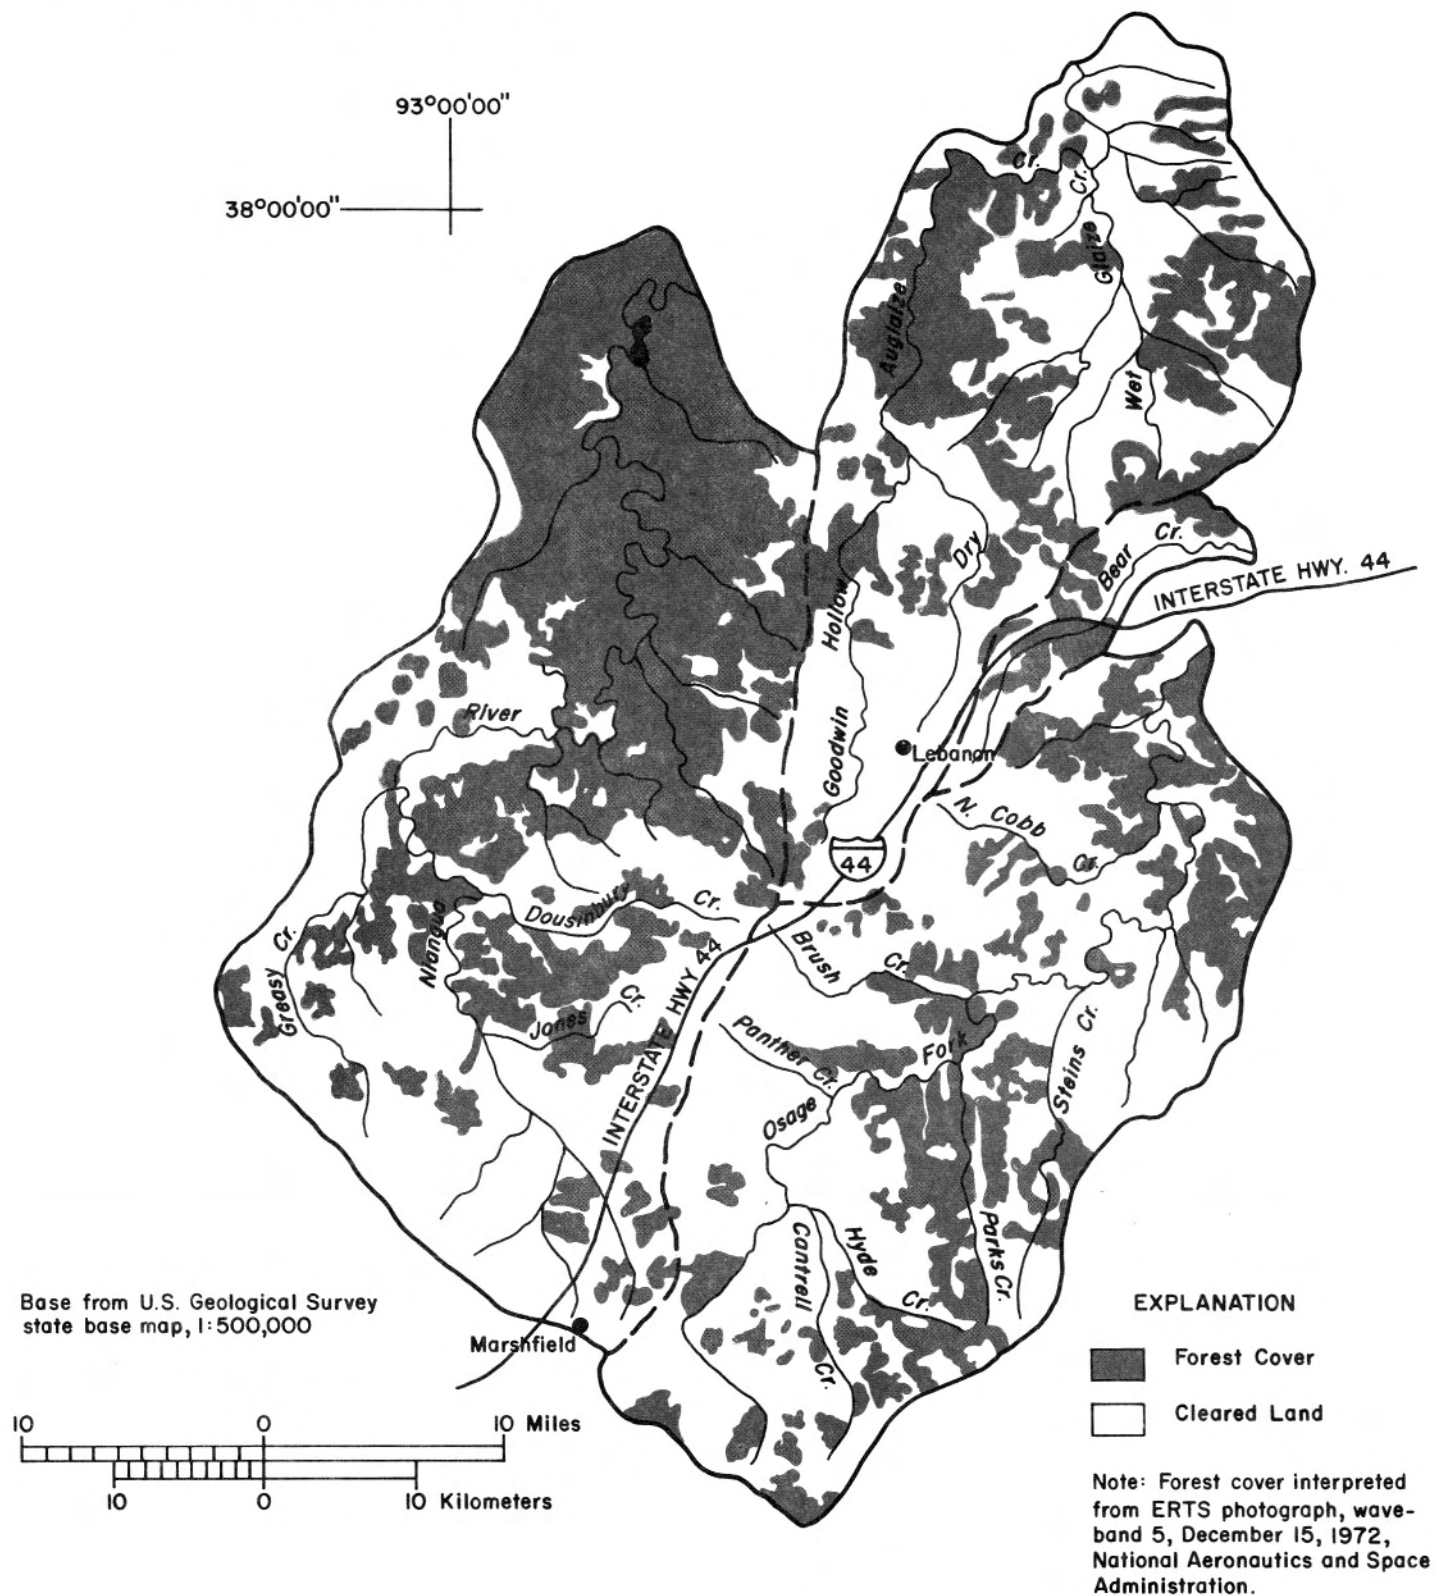 93°00'00"
38°00'00"
Cr.
Cr.
Glaize
Auglaize
Wet
Dry
Bear Cr.
INTERSTATE HWY. 44
Hollow
Goodwin
River
Lebanon
N. Cobb Cr.
44
Dousinbury Cr.
Niangua
Greasy Cr.
Jones Cr.
INTERSTATE HWY 44
Brush Cr.
Panther Cr.
Osage Fork
Steins Cr.
Parks Cr.
Hyde Cr.
Cantrell Cr.
Marshfield
Base from U.S. Geological Survey
state base map, 1:500,000
10 0 10 Miles
10 0 10 Kilometers
EXPLANATION
Forest Cover
Cleared Land
Note: Forest cover interpreted
from ERTS photograph, wave-
band 5, December 15, 1972,
National Aeronautics and Space
Administration.